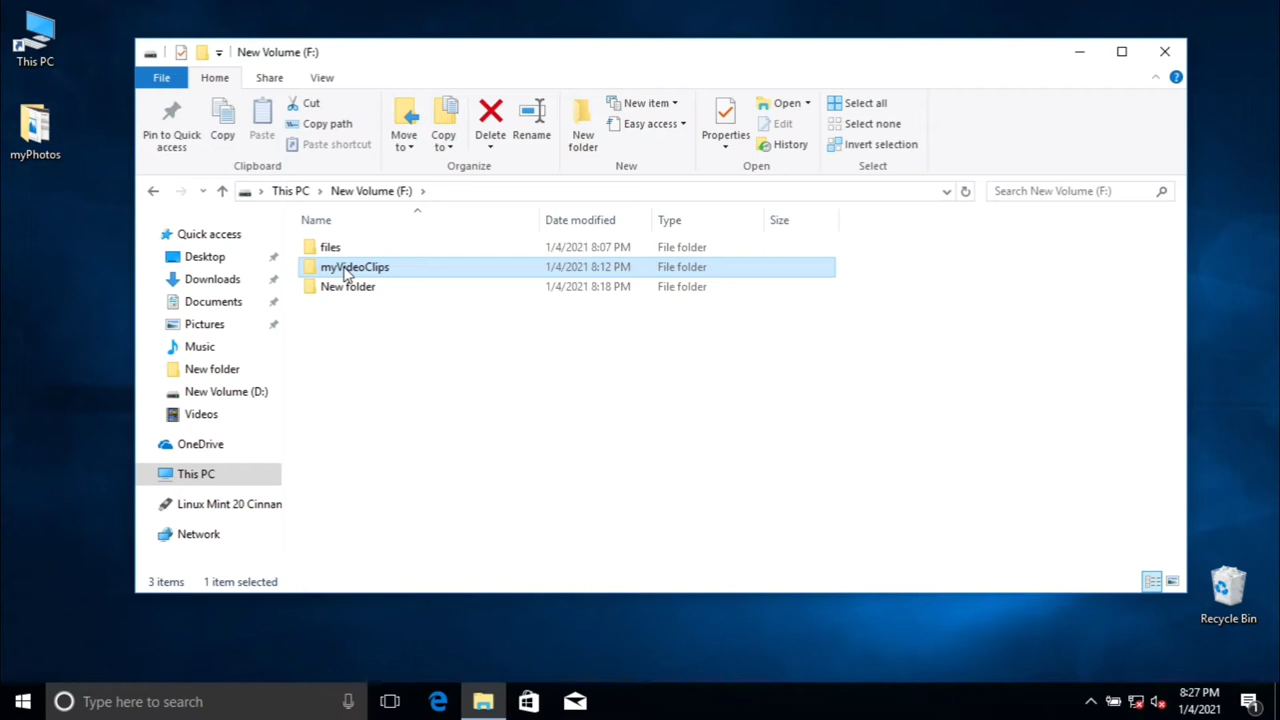 This PC
myPhotos
New Volume (F:)
File Home Share View
Pin to Quick access
Copy
Paste
Cut
Copy path
Paste shortcut
Clipboard
Move to
Copy to
Delete
Rename
Organize
New folder
New item
Easy access
New
Properties
Open
Edit
History
Open
Select all
Select none
Invert selection
Select
This PC > New Volume (F:) >
Search New Volume (F:)
Name Date modified Type Size
files 1/4/2021 8:07 PM File folder
myVideoClips 1/4/2021 8:12 PM File folder
New folder 1/4/2021 8:18 PM File folder
Quick access
Desktop
Downloads
Documents
Pictures
Music
New folder
New Volume (D:)
Videos
OneDrive
This PC
Linux Mint 20 Cinnan
Network
3 items 1 item selected
Recycle Bin
Type here to search
8:27 PM
1/4/2021
1